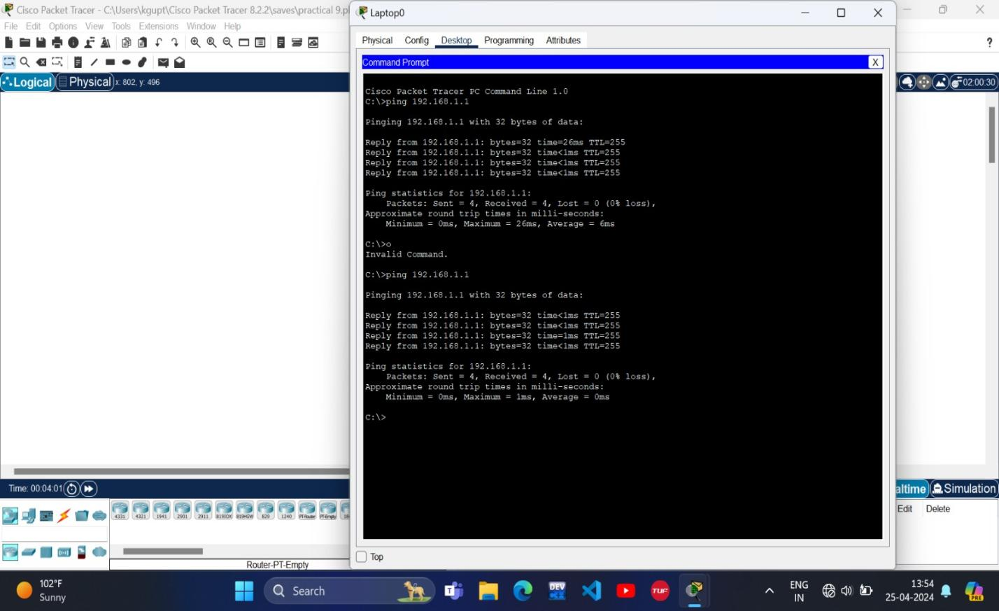 Cisco Packet Tracer - C:\Users\kgupt\Cisco Packet Tracer 8.2.2\saves\practical 9.pl
File Edit Options View Tools Extensions Window Help
?
Logical Physical x: 802, y: 496
02:00:30
Laptop0
Physical Config Desktop Programming Attributes
Command Prompt
X
Cisco Packet Tracer PC Command Line 1.0
C:\>ping 192.168.1.1
Pinging 192.168.1.1 with 32 bytes of data:
Reply from 192.168.1.1: bytes=32 time=26ms TTL=255
Reply from 192.168.1.1: bytes=32 time<1ms TTL=255
Reply from 192.168.1.1: bytes=32 time<1ms TTL=255
Reply from 192.168.1.1: bytes=32 time<1ms TTL=255
Ping statistics for 192.168.1.1:
Packets: Sent = 4, Received = 4, Lost = 0 (0% loss),
Approximate round trip times in milli-seconds:
Minimum = 0ms, Maximum = 26ms, Average = 6ms
C:\>o
Invalid Command.
C:\>ping 192.168.1.1
Pinging 192.168.1.1 with 32 bytes of data:
Reply from 192.168.1.1: bytes=32 time<1ms TTL=255
Reply from 192.168.1.1: bytes=32 time<1ms TTL=255
Reply from 192.168.1.1: bytes=32 time=1ms TTL=255
Reply from 192.168.1.1: bytes=32 time<1ms TTL=255
Ping statistics for 192.168.1.1:
Packets: Sent = 4, Received = 4, Lost = 0 (0% loss),
Approximate round trip times in milli-seconds:
Minimum = 0ms, Maximum = 1ms, Average = 0ms
C:\>
Top
Time: 00:04:01
altime Simulation
Edit Delete
4331 4321 1941 2901 2911 819IOX 819HGW 829 1240 PT-Router PT-Empty 18
Router-PT-Empty
102°F
Sunny
Search
DEV
TUF
ENG
IN
13:54
25-04-2024
PRE